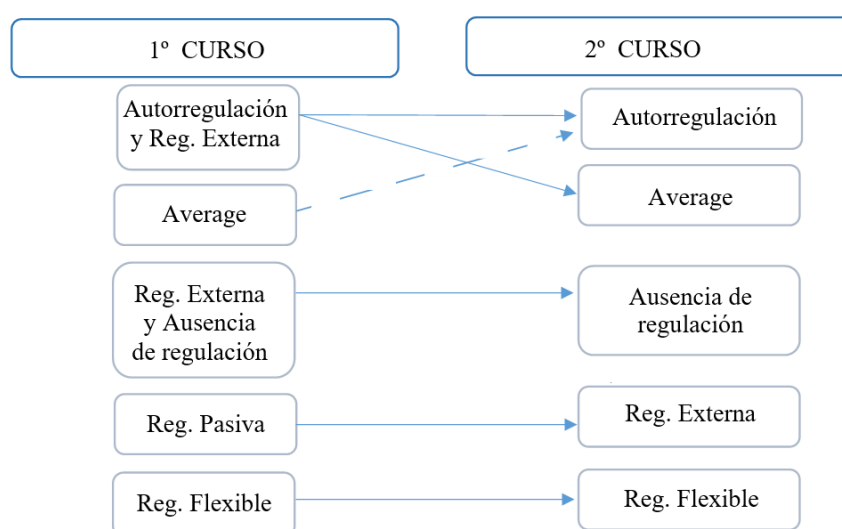 1º CURSO
2º CURSO
Autorregulación
y Reg. Externa
Autorregulación
Average
Average
Reg. Externa
y Ausencia
de regulación
Ausencia de
regulación
Reg. Pasiva
Reg. Externa
Reg. Flexible
Reg. Flexible